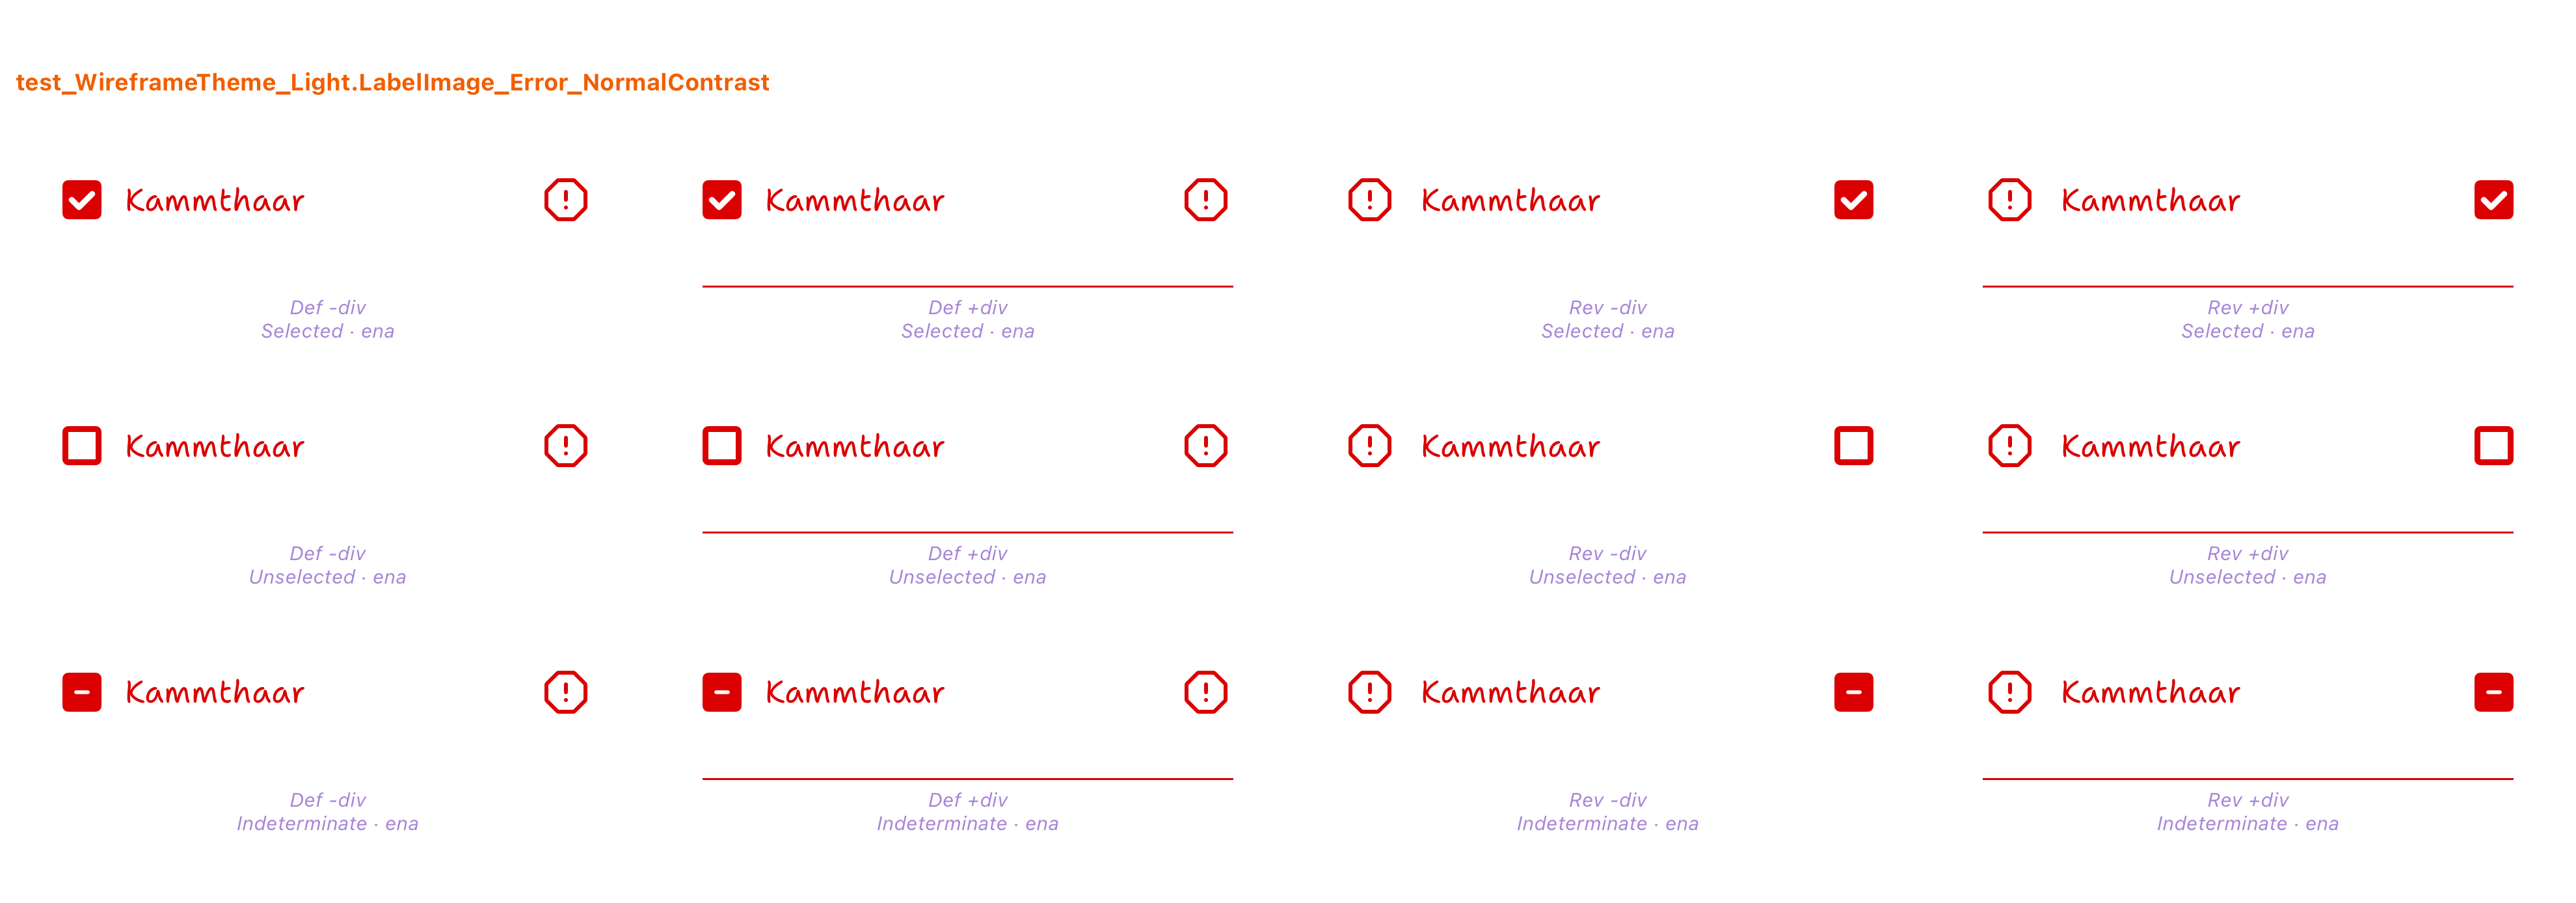 test_WireframeTheme_Light.LabelImage_Error_NormalContrast
Kammthaar
Kammthaar
Kammthaar
Kammthaar
Def -div
Selected · ena
Def +div
Selected · ena
Rev -div
Selected · ena
Rev +div
Selected · ena
Kammthaar
Kammthaar
Kammthaar
Kammthaar
Def -div
Unselected · ena
Def +div
Unselected · ena
Rev -div
Unselected · ena
Rev +div
Unselected · ena
Kammthaar
Kammthaar
Kammthaar
Kammthaar
Def -div
Indeterminate · ena
Def +div
Indeterminate · ena
Rev -div
Indeterminate · ena
Rev +div
Indeterminate · ena